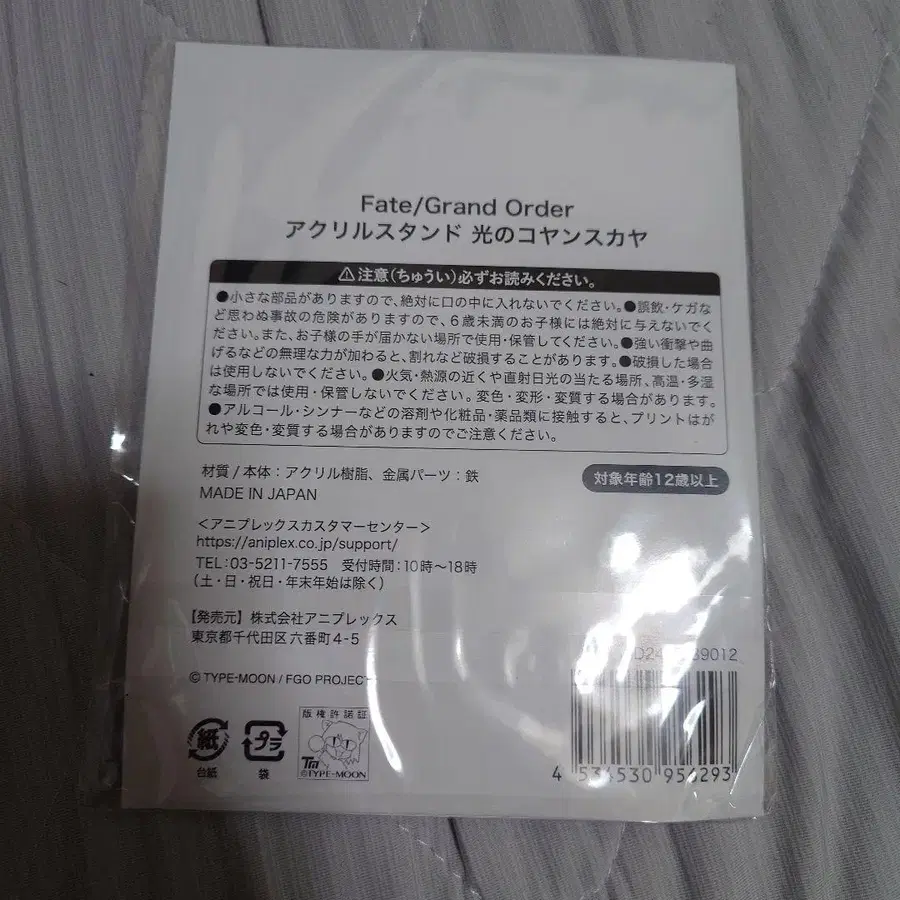 Fate/Grand Order
アクリルスタンド 光のコヤンスカヤ
⚠注意(ちゅうい)必ずお読みください。
●小さな部品がありますので、絶対に口の中に入れないでください。●誤飲・ケガな
ど思わぬ事故の危険がありますので、6歳未満のお子様には絶対に与えないでく
ださい。また、お子様の手が届かない場所で使用・保管してください。●強い衝撃や曲
げるなどの無理な力が加わると、割れなど破損することがあります。●破損した場合
は使用しないでください。●火気・熱源の近くや直射日光の当たる場所、高温・多湿
な場所では使用・保管しないでください。変色・変形・変質する場合があります。
●アルコール・シンナーなどの溶剤や化粧品・薬品類に接触すると、プリントはが
れや変色・変質する場合がありますのでご注意ください。
材質/本体:アクリル樹脂、金属パーツ:鉄
対象年齢12歳以上
MADE IN JAPAN
<アニプレックスカスタマーセンター>
https://aniplex.co.jp/support/
TEL:03-5211-7555 受付時間:10時〜18時
(土・日・祝日・年末年始は除く)
【発売元】株式会社アニプレックス
東京都千代田区六番町4-5
© TYPE-MOON / FGO PROJECT
紙
台紙
プラ
袋
版権許諾証
TM
©TYPE-MOON
4 534530 956293